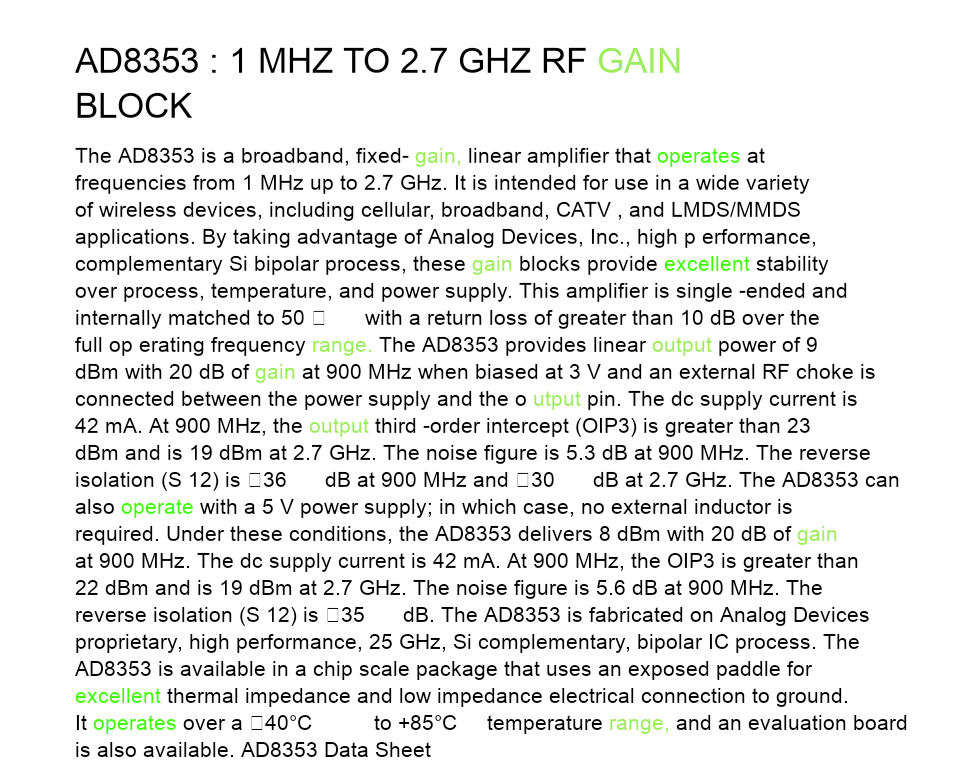 AD8353 : 1 MHZ TO 2.7 GHZ RF GAIN
BLOCK
The AD8353 is a broadband, fixed- gain, linear amplifier that operates at
frequencies from 1 MHz up to 2.7 GHz. It is intended for use in a wide variety
of wireless devices, including cellular, broadband, CATV , and LMDS/MMDS
applications. By taking advantage of Analog Devices, Inc., high p erformance,
complementary Si bipolar process, these gain blocks provide excellent stability
over process, temperature, and power supply. This amplifier is single -ended and
internally matched to 50 □ with a return loss of greater than 10 dB over the
full op erating frequency range. The AD8353 provides linear output power of 9
dBm with 20 dB of gain at 900 MHz when biased at 3 V and an external RF choke is
connected between the power supply and the o utput pin. The dc supply current is
42 mA. At 900 MHz, the output third -order intercept (OIP3) is greater than 23
dBm and is 19 dBm at 2.7 GHz. The noise figure is 5.3 dB at 900 MHz. The reverse
isolation (S 12) is □36 dB at 900 MHz and □30 dB at 2.7 GHz. The AD8353 can
also operate with a 5 V power supply; in which case, no external inductor is
required. Under these conditions, the AD8353 delivers 8 dBm with 20 dB of gain
at 900 MHz. The dc supply current is 42 mA. At 900 MHz, the OIP3 is greater than
22 dBm and is 19 dBm at 2.7 GHz. The noise figure is 5.6 dB at 900 MHz. The
reverse isolation (S 12) is □35 dB. The AD8353 is fabricated on Analog Devices
proprietary, high performance, 25 GHz, Si complementary, bipolar IC process. The
AD8353 is available in a chip scale package that uses an exposed paddle for
excellent thermal impedance and low impedance electrical connection to ground.
It operates over a □40°C to +85°C temperature range, and an evaluation board
is also available. AD8353 Data Sheet